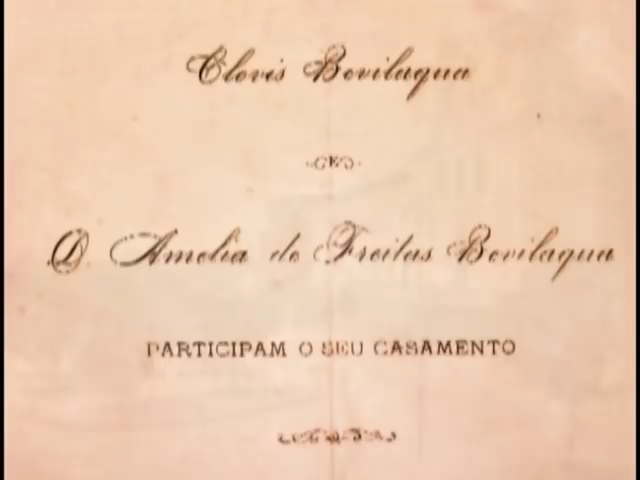 Clovis Bevilaqua
E
D. Amelia de Freitas Bevilaqua
PARTICIPAM O SEU CASAMENTO